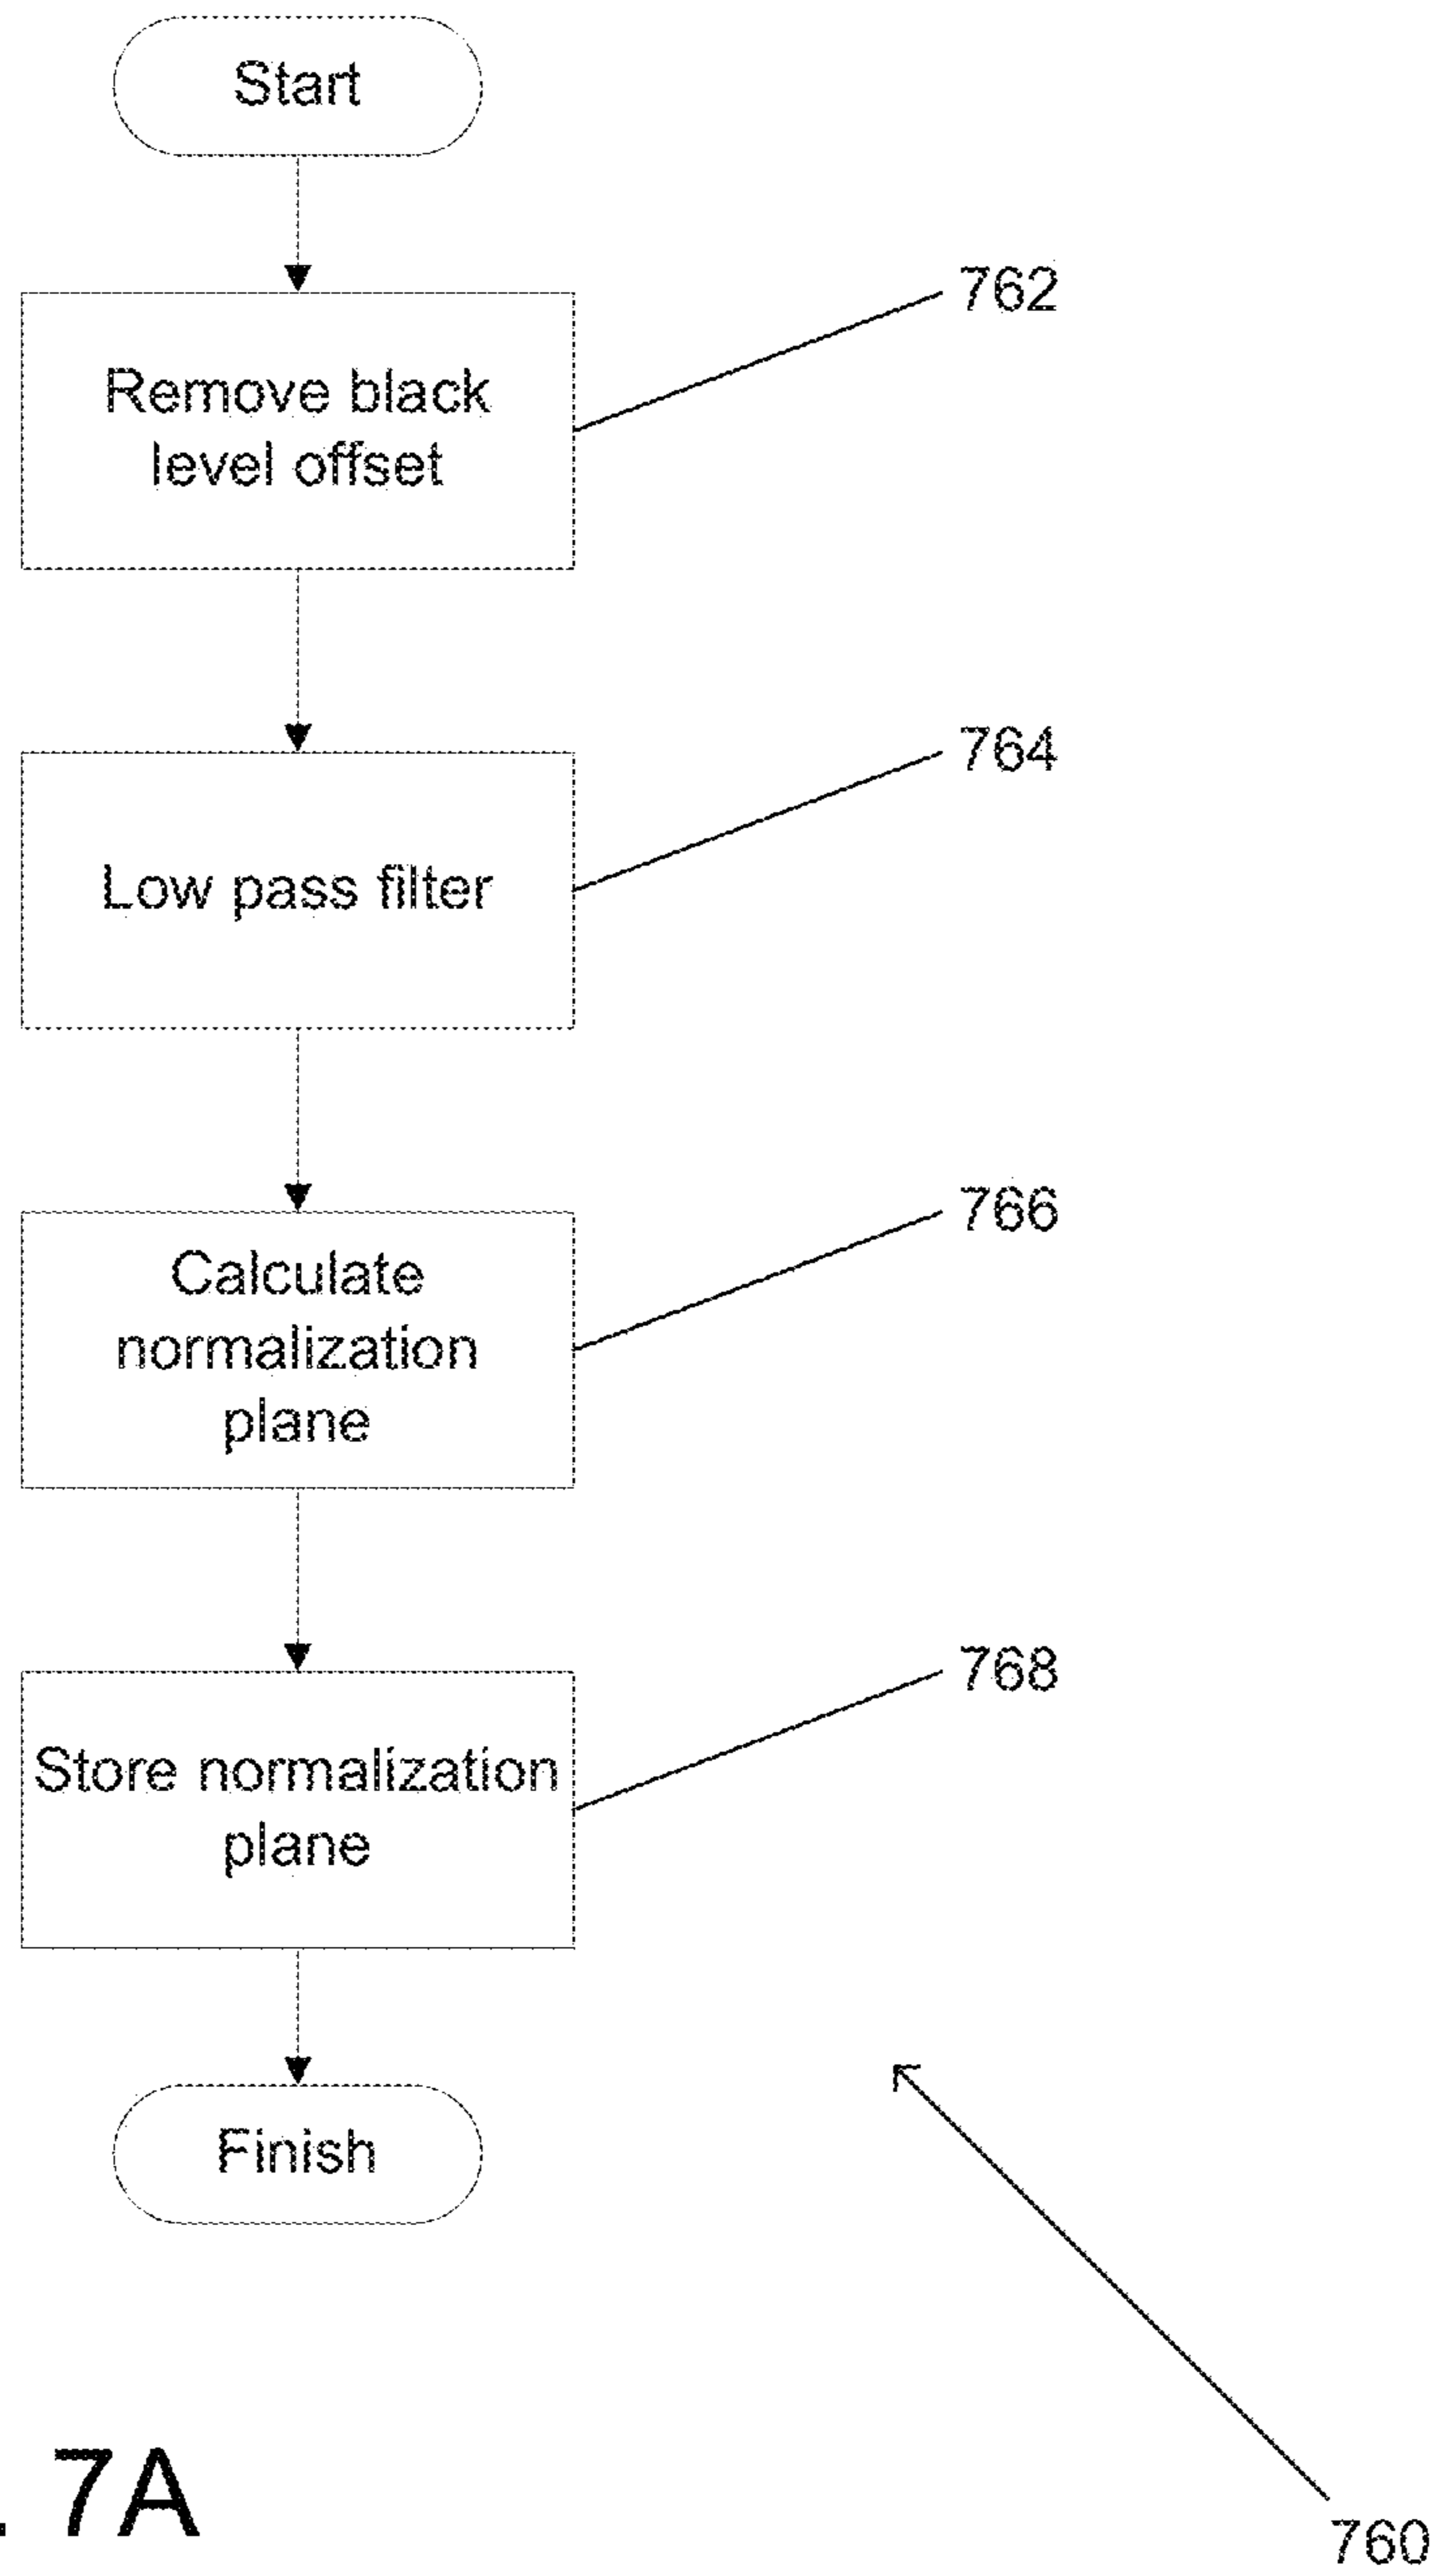 Start
762
Remove black
level offset
764
Low pass filter
766
Calculate
normalization
plane
768
Store normalization
plane
Finish
. 7A
760